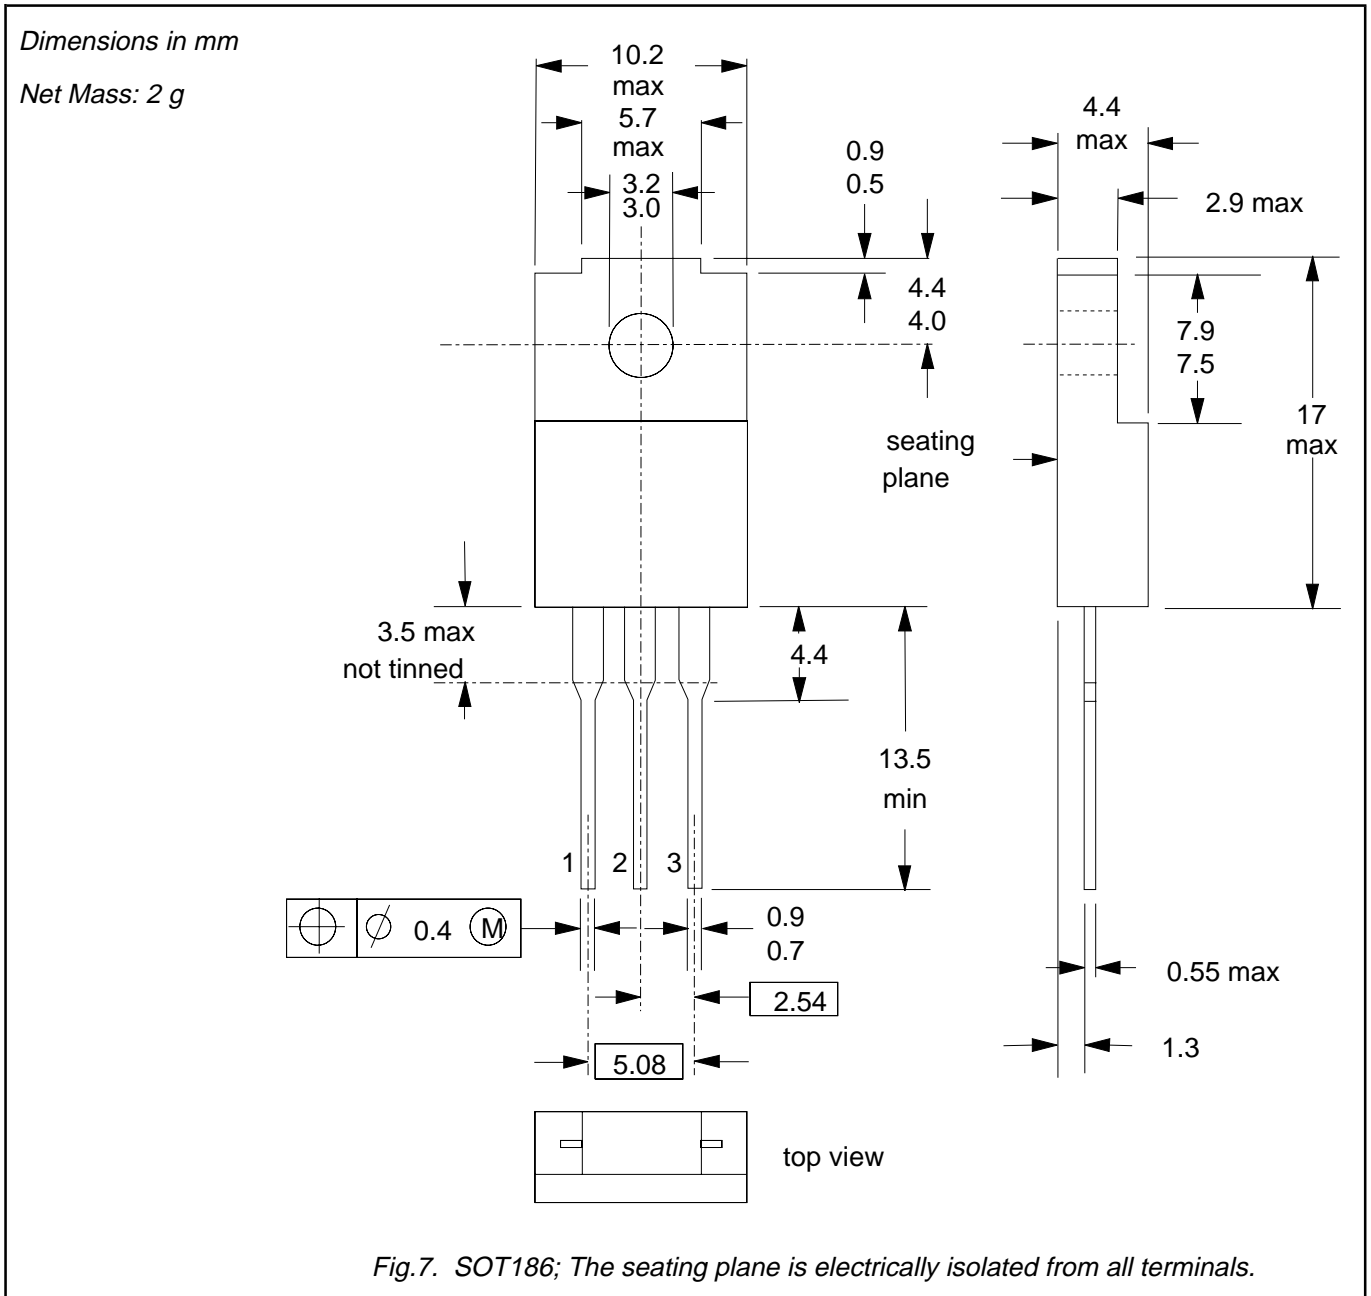 Dimensions in mm
Net Mass: 2 g
10.2
max
5.7
max
3.2
3.0
0.9
0.5
4.4
4.0
seating
plane
4.4
max
2.9 max
7.9
7.5
17
max
3.5 max
not tinned
4.4
13.5
min
1
2
3
0.4
M
0.9
0.7
2.54
5.08
0.55 max
1.3
top view
Fig.7. SOT186; The seating plane is electrically isolated from all terminals.